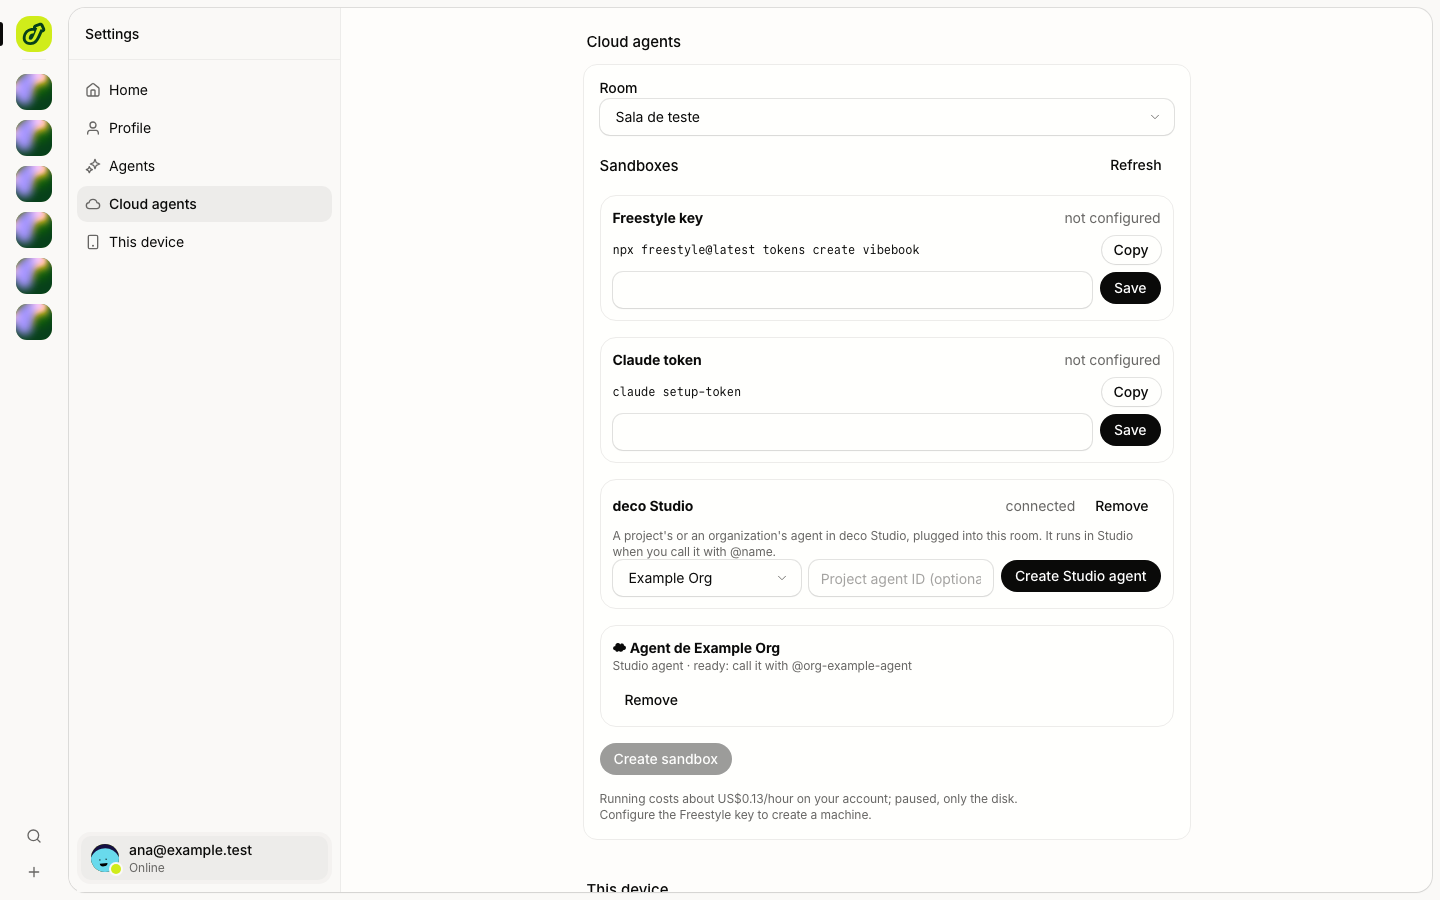 Settings
Home
Profile
Agents
Cloud agents
This device
ana@example.test
Online
Cloud agents
Room
Sala de teste
Sandboxes
Refresh
Freestyle key
not configured
npx freestyle@latest tokens create vibebook
Copy
Save
Claude token
not configured
claude setup-token
Copy
Save
deco Studio
connected
Remove
A project's or an organization's agent in deco Studio, plugged into this room. It runs in Studio
when you call it with @name.
Example Org
Project agent ID (optiona
Create Studio agent
Agent de Example Org
Studio agent · ready: call it with @org-example-agent
Remove
Create sandbox
Running costs about US$0.13/hour on your account; paused, only the disk.
Configure the Freestyle key to create a machine.
This device